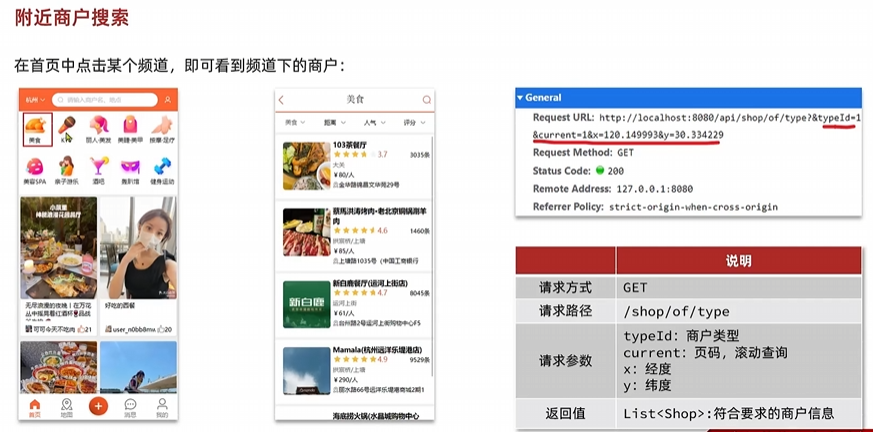 附近商户搜索
在首页中点击某个频道，即可看到频道下的商户：
杭州
请输入商户名、地点
美食
丽人·美发
美睫·美甲
按摩·足疗
美容SPA
亲子游乐
酒吧
轰趴馆
健身运动
无尽浪漫的夜晚丨在万花
丛中摇晃着红酒杯🍷品战
可可今天不吃肉
21
好吃的西餐
20
首页
地图
消息
我的
美食
美食
距离
人气
评分
103茶餐厅
3.7
3035条
大关
￥80/人
金华路锦昌文华苑29号
蔡馬洪涛烤肉·老北京铜锅涮羊
肉
4.6
1460条
拱宸桥/上塘
￥85/人
上塘路1035号（中国工商银行
新白鹿餐厅(运河上街店)
4.7
8045条
新白鹿
运河上街
￥61/人
台州路2号运河上街购物中心F5
Mamala(杭州远洋乐堤港店)
4.9
9529条
拱宸桥/上塘
￥290/人
丽水路66号远洋乐堤港商城2期1
海底捞火锅(水晶城购物中心
General
Request URL: http://localhost:8080/api/shop/of/type?&typeId=1
&current=1&x=120.149993&y=30.334229
Request Method: GET
Status Code: 200
Remote Address: 127.0.0.1:8080
Referrer Policy: strict-origin-when-cross-origin
说明
请求方式 GET
请求路径 /shop/of/type
请求参数
typeId：商户类型
current：页码，滚动查询
x：经度
y：纬度
返回值 List<Shop>:符合要求的商户信息